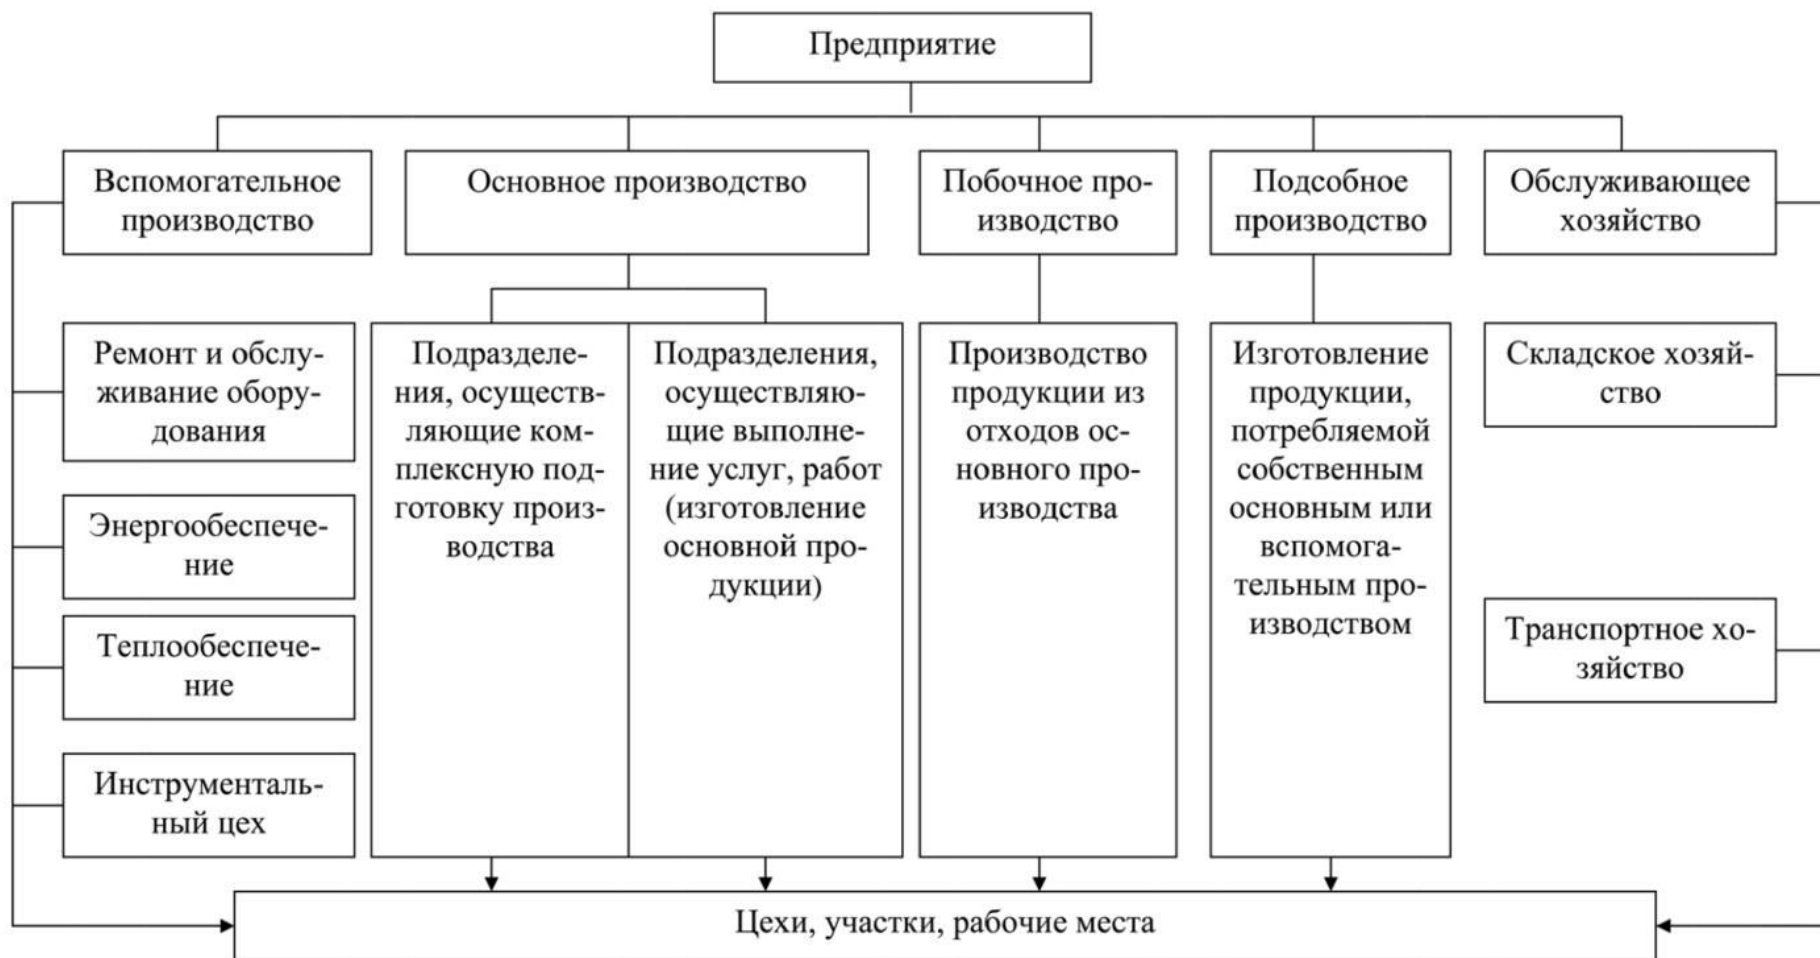 Предприятие
Вспомогательное
производство
Основное производство
Побочное про-
изводство
Подсобное
производство
Обслуживающее
хозяйство
Ремонт и обслу-
живание обору-
дования
Энергообеспече-
ние
Теплообеспече-
ние
Инструменталь-
ный цех
Подразделе-
ния, осуществ-
ляющие ком-
плексную под-
готовку произ-
водства
Подразделения,
осуществляю-
щие выполне-
ние услуг, работ
(изготовление
основной про-
дукции)
Производство
продукции из
отходов ос-
новного про-
изводства
Изготовление
продукции,
потребляемой
собственным
основным или
вспомога-
тельным про-
изводством
Складское хозяй-
ство
Транспортное хо-
зяйство
Цехи, участки, рабочие места